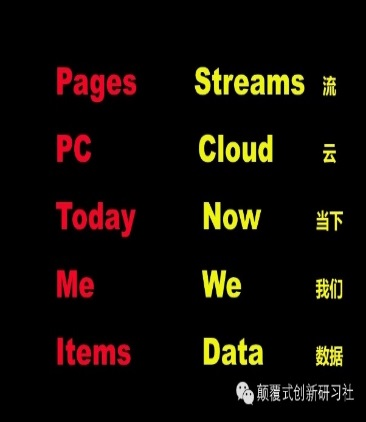 Pages Streams 流
PC Cloud 云
Today Now 当下
Me We 我们
Items Data 数据
颠覆式创新研习社